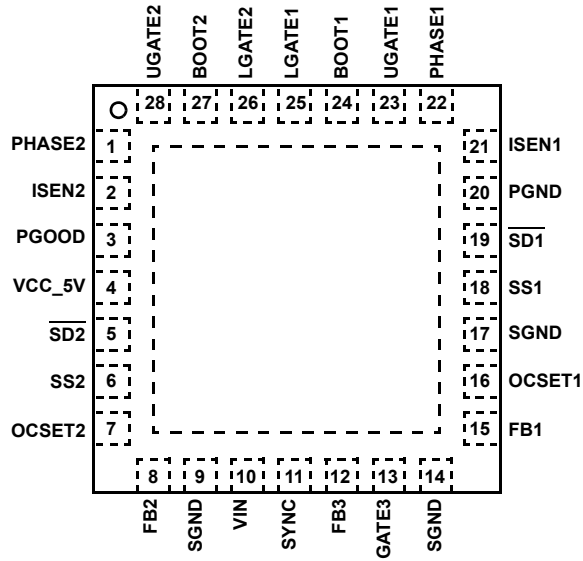 UGATE2
BOOT2
LGATE2
LGATE1
BOOT1
UGATE1
PHASE1
28 27 26 25 24 23 22
PHASE2 1
ISEN2 2
PGOOD 3
VCC_5V 4
SD2 5
SS2 6
OCSET2 7
21 ISEN1
20 PGND
19 SD1
18 SS1
17 SGND
16 OCSET1
15 FB1
8 9 10 11 12 13 14
FB2
SGND
VIN
SYNC
FB3
GATE3
SGND